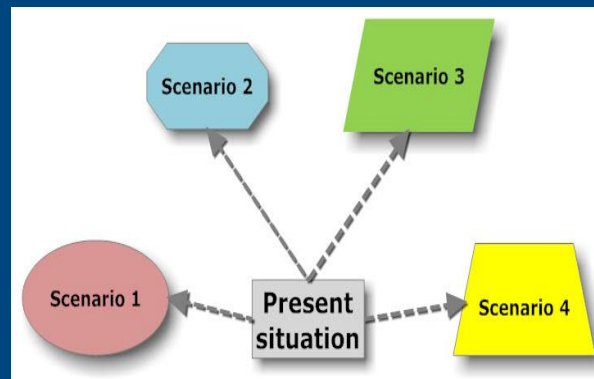 Scenario 2
Scenario 3
Scenario 1
Present
situation
Scenario 4